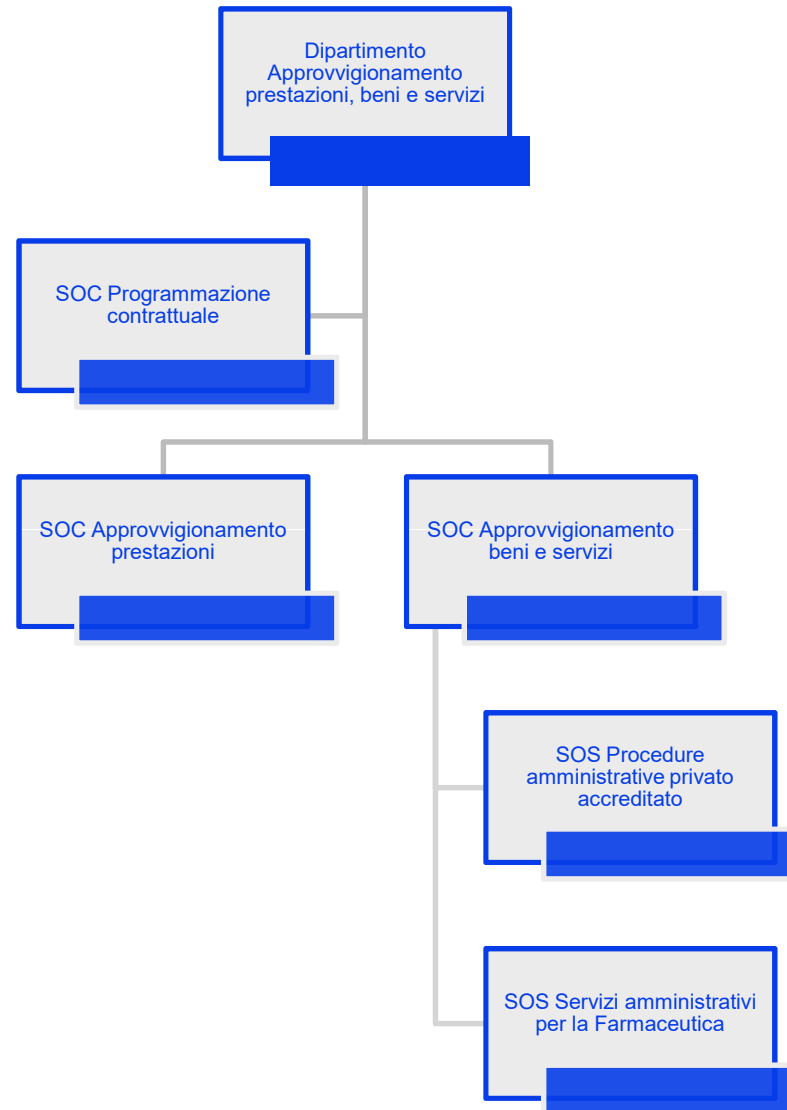 Dipartimento
Approvvigionamento
prestazioni, beni e servizi
SOC Programmazione
contrattuale
SOC Approvvigionamento
prestazioni
SOC Approvvigionamento
beni e servizi
SOS Procedure
amministrative privato
accreditato
SOS Servizi amministrativi
per la Farmaceutica